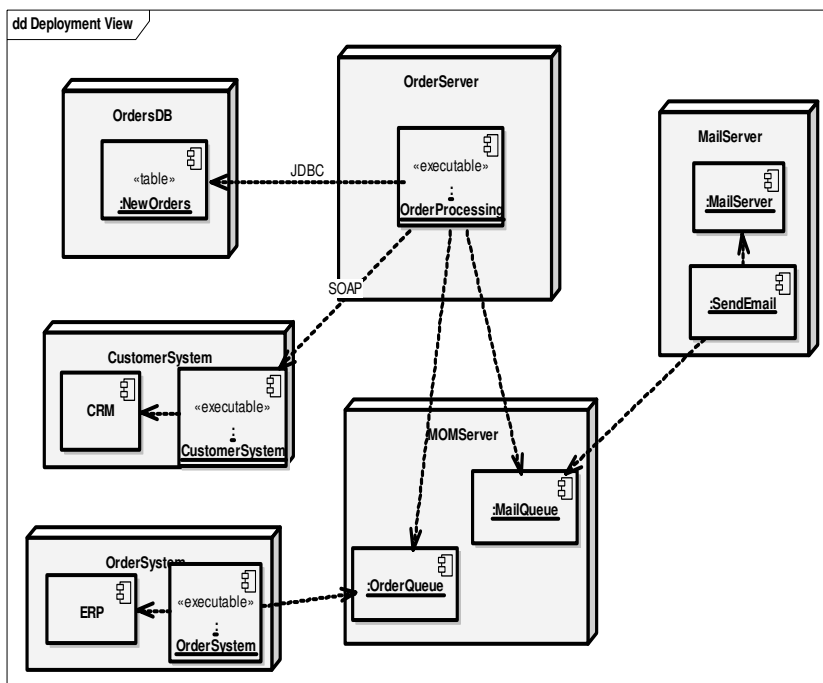 dd Deployment View
OrdersDB
«table»
:NewOrders
JDBC
OrderServer
«executable»
:
OrderProcessing
MailServer
:MailServer
:SendEmail
SOAP
CustomerSystem
CRM
«executable»
:
CustomerSystem
MOMServer
:MailQueue
:OrderQueue
OrderSystem
ERP
«executable»
:
OrderSystem